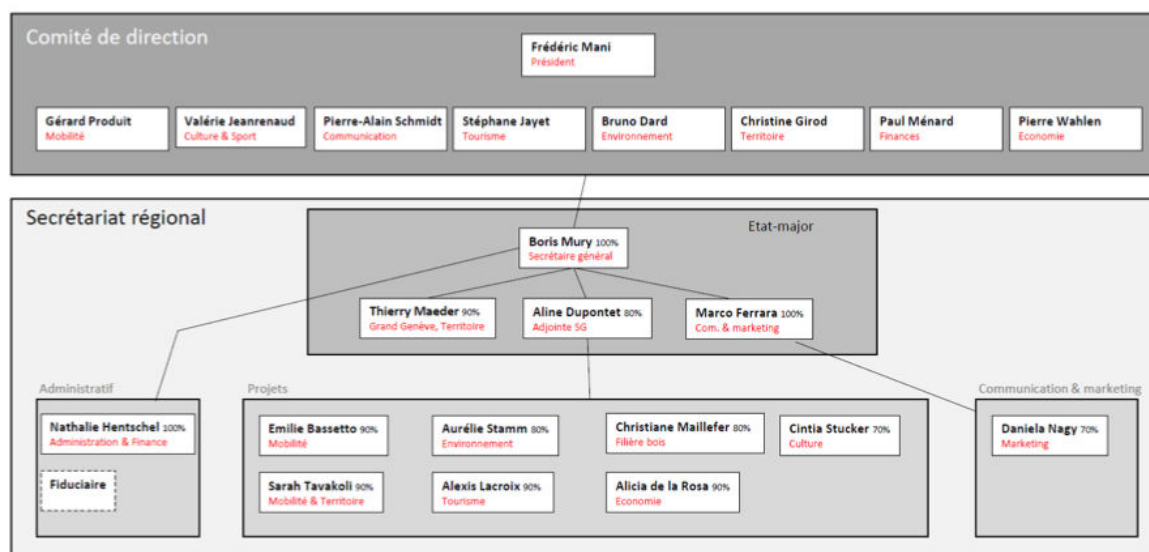 Comité de direction
Frédéric Mani
Président
Gérard Produit
Mobilité
Valérie Jeanrenaud
Culture & Sport
Pierre-Alain Schmidt
Communication
Stéphane Jayet
Tourisme
Bruno Dard
Environnement
Christine Girod
Territoire
Paul Ménard
Finances
Pierre Wahlen
Economie
Secrétariat régional
Etat-major
Boris Mury 100%
Secrétaire général
Thierry Maeder 90%
Grand Genève, Territoire
Aline Dupontet 80%
Adjointe SG
Marco Ferrara 100%
Com. & marketing
Administratif
Nathalie Hentschel 100%
Administration & Finance
Fiduciaire
Projets
Emilie Bassetto 90%
Mobilité
Aurélie Stamm 80%
Environnement
Christiane Maillefer 80%
Filière bois
Cintia Stucker 70%
Culture
Sarah Tavakoli 90%
Mobilité & Territoire
Alexis Lacroix 90%
Tourisme
Alicia de la Rosa 90%
Economie
Communication & marketing
Daniela Nagy 70%
Marketing